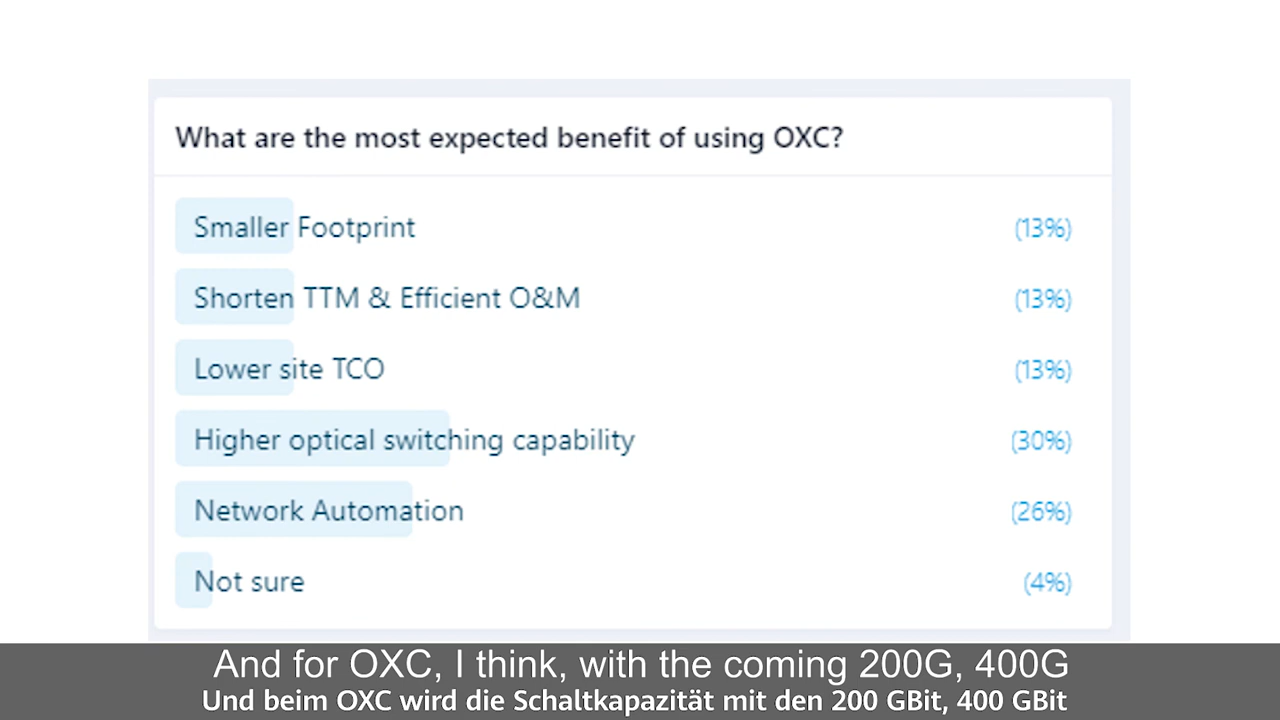 What are the most expected benefit of using OXC?
Smaller Footprint (13%)
Shorten TTM & Efficient O&M (13%)
Lower site TCO (13%)
Higher optical switching capability (30%)
Network Automation (26%)
Not sure (4%)
And for OXC, I think, with the coming 200G, 400G
Und beim OXC wird die Schaltkapazität mit den 200 GBit, 400 GBit